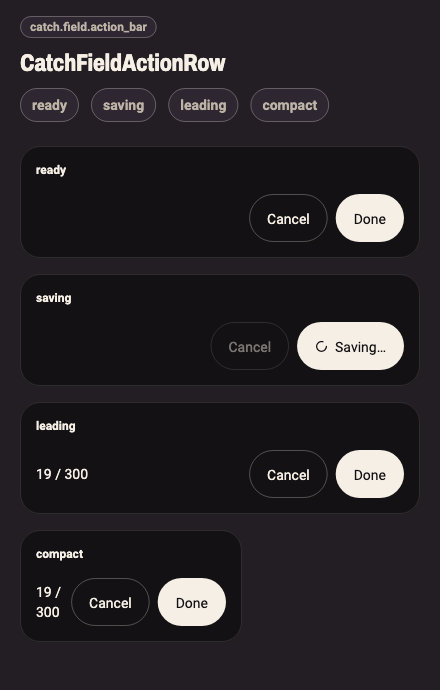 catch.field.action_bar
CatchFieldActionRow
ready saving leading compact
ready
Cancel Done
saving
Cancel Saving...
leading
19 / 300 Cancel Done
compact
19 /
300
Cancel Done